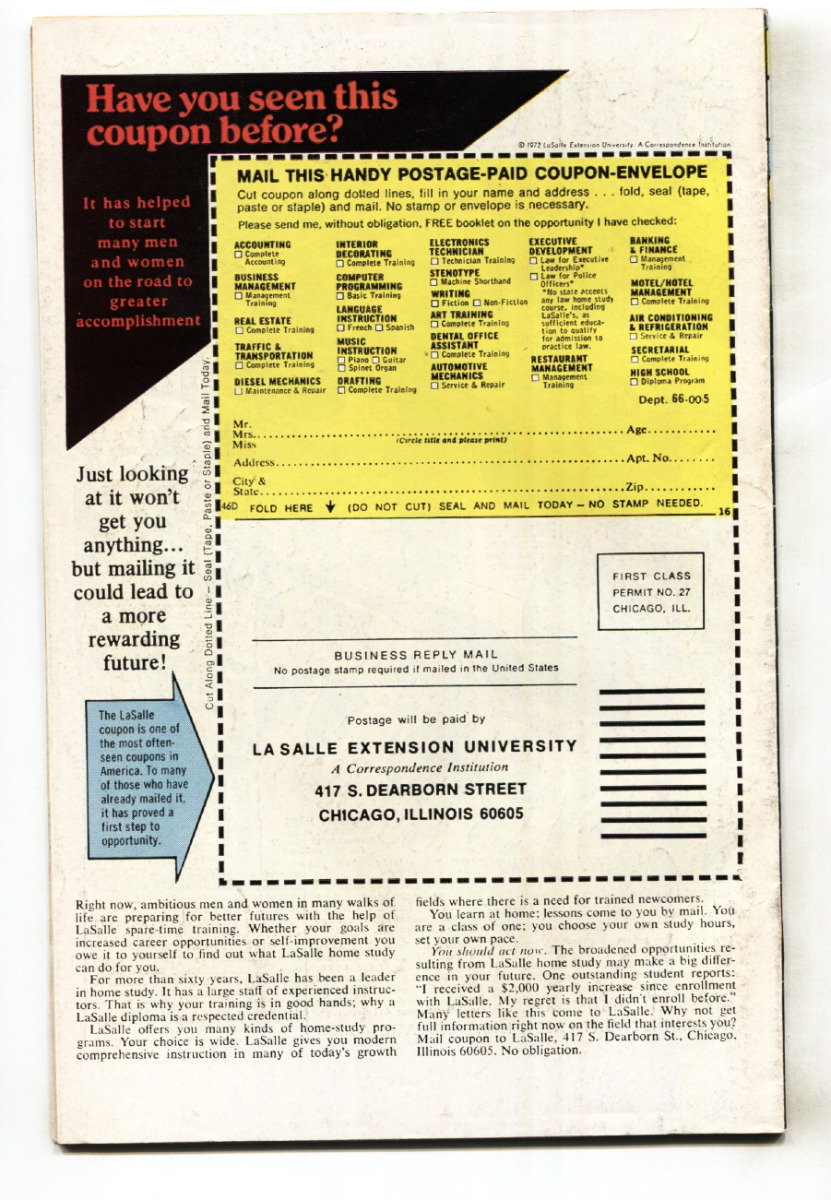 Have you seen this
coupon before?
© 1972 LaSalle Extension University. A Correspondence Institution
It has helped
to start
many men
and women
on the road to
greater
accomplishment
MAIL THIS HANDY POSTAGE-PAID COUPON-ENVELOPE
Cut coupon along dotted lines, fill in your name and address . . . fold, seal (tape,
paste or staple) and mail. No stamp or envelope is necessary.
Please send me, without obligation, FREE booklet on the opportunity I have checked:
ACCOUNTING
Complete
Accounting
BUSINESS
MANAGEMENT
Management
Training
REAL ESTATE
Complete Training
TRAFFIC &
TRANSPORTATION
Complete Training
DIESEL MECHANICS
Maintenance & Repair
INTERIOR
DECORATING
Complete Training
COMPUTER
PROGRAMMING
Basic Training
LANGUAGE
INSTRUCTION
French Spanish
MUSIC
INSTRUCTION
Piano Guitar
Spinet Organ
DRAFTING
Complete Training
ELECTRONICS
TECHNICIAN
Technician Training
STENOTYPE
Machine Shorthand
WRITING
Fiction Non-Fiction
ART TRAINING
Complete Training
DENTAL OFFICE
ASSISTANT
Complete Training
AUTOMOTIVE
MECHANICS
Service & Repair
EXECUTIVE
DEVELOPMENT
Law for Executive
Leadership*
Law for Police
Officers*
*No state accepts
any law home study
course, including
LaSalle's, as
sufficient educa-
tion to qualify
for admission to
practice law.
RESTAURANT
MANAGEMENT
Management
Training
BANKING
& FINANCE
Management
Training
MOTEL/HOTEL
MANAGEMENT
Complete Training
AIR CONDITIONING
& REFRIGERATION
Service & Repair
SECRETARIAL
Complete Training
HIGH SCHOOL
Diploma Program
Dept. 66-005
Mr.
Mrs. Age
Miss (Circle title and please print)
Address Apt. No.
City &
State Zip
46D FOLD HERE (DO NOT CUT) SEAL AND MAIL TODAY – NO STAMP NEEDED. 16
Cut Along Dotted Line – Seal (Tape, Paste or Staple) and Mail Today.
Just looking
at it won't
get you
anything...
but mailing it
could lead to
a more
rewarding
future!
The LaSalle
coupon is one of
the most often-
seen coupons in
America. To many
of those who have
already mailed it,
it has proved a
first step to
opportunity.
FIRST CLASS
PERMIT NO. 27
CHICAGO, ILL.
BUSINESS REPLY MAIL
No postage stamp required if mailed in the United States
Postage will be paid by
LA SALLE EXTENSION UNIVERSITY
A Correspondence Institution
417 S. DEARBORN STREET
CHICAGO, ILLINOIS 60605
Right now, ambitious men and women in many walks of
life are preparing for better futures with the help of
LaSalle spare-time training. Whether your goals are
increased career opportunities or self-improvement you
owe it to yourself to find out what LaSalle home study
can do for you.
For more than sixty years, LaSalle has been a leader
in home study. It has a large staff of experienced instruc-
tors. That is why your training is in good hands; why a
LaSalle diploma is a respected credential.
LaSalle offers you many kinds of home-study pro-
grams. Your choice is wide. LaSalle gives you modern
comprehensive instruction in many of today's growth
fields where there is a need for trained newcomers.
You learn at home; lessons come to you by mail. You
are a class of one; you choose your own study hours,
set your own pace.
You should act now. The broadened opportunities re-
sulting from LaSalle home study may make a big differ-
ence in your future. One outstanding student reports:
"I received a $2,000 yearly increase since enrollment
with LaSalle. My regret is that I didn't enroll before."
Many letters like this come to LaSalle. Why not get
full information right now on the field that interests you?
Mail coupon to LaSalle, 417 S. Dearborn St., Chicago,
Illinois 60605. No obligation.